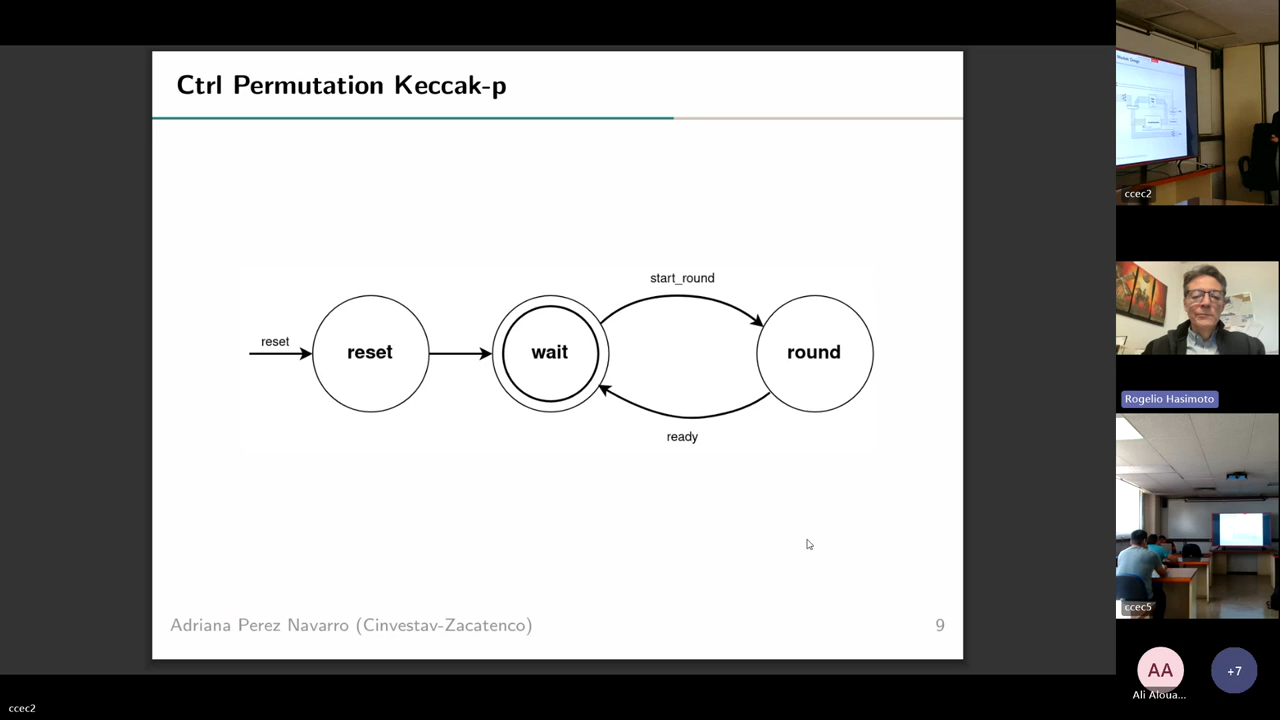 Ctrl Permutation Keccak-p
start_round
reset
reset
wait
round
ready
Adriana Perez Navarro (Cinvestav-Zacatenco)
9
ccec2
Rogelio Hasimoto
ccec5
AA
+7
Ali Aloua...
ccec2